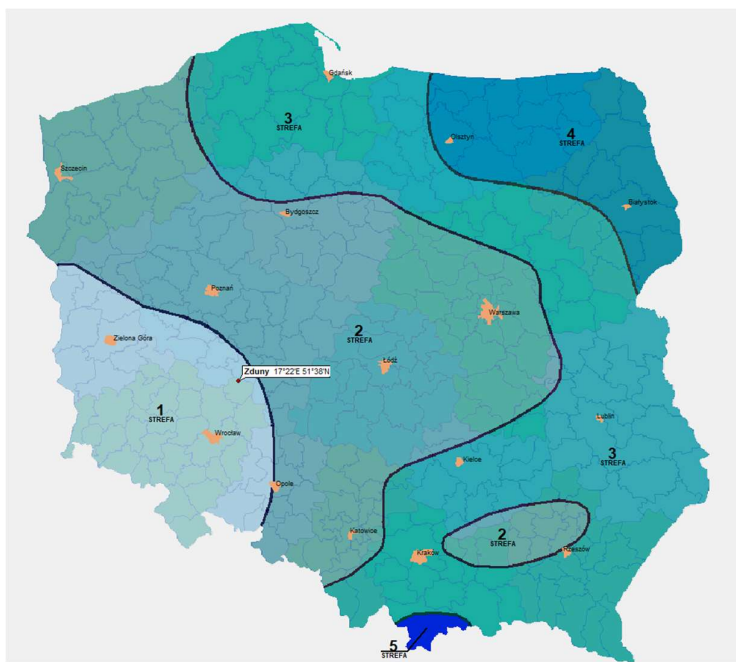 Gdańsk
3
STREFA
4
STREFA
Olsztyn
Szczecin
Białystok
Bydgoszcz
Poznań
Warszawa
2
STREFA
Zielona Góra
Łódź
Zduny 17°22'E 51°38'N
1
STREFA
Lublin
Wrocław
3
STREFA
Kielce
Opole
Katowice
2
STREFA
Kraków
Rzeszów
5
STREFA